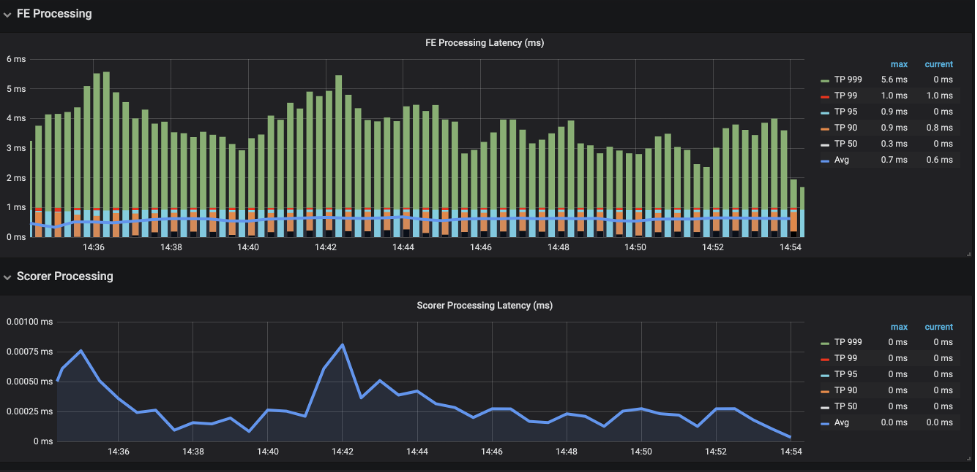 FE Processing
FE Processing Latency (ms)
6 ms
5 ms
4 ms
3 ms
2 ms
1 ms
0 ms
14:36 14:38 14:40 14:42 14:44 14:46 14:48 14:50 14:52 14:54
max current
TP 999 5.6 ms 0 ms
TP 99 1.0 ms 1.0 ms
TP 95 0.9 ms 0 ms
TP 90 0.9 ms 0.8 ms
TP 50 0.3 ms 0 ms
Avg 0.7 ms 0.6 ms
Scorer Processing
Scorer Processing Latency (ms)
0.00100 ms
0.00075 ms
0.00050 ms
0.00025 ms
0 ms
14:36 14:38 14:40 14:42 14:44 14:46 14:48 14:50 14:52 14:54
max current
TP 999 0 ms 0 ms
TP 99 0 ms 0 ms
TP 95 0 ms 0 ms
TP 90 0 ms 0 ms
TP 50 0 ms 0 ms
Avg 0.0 ms 0.0 ms